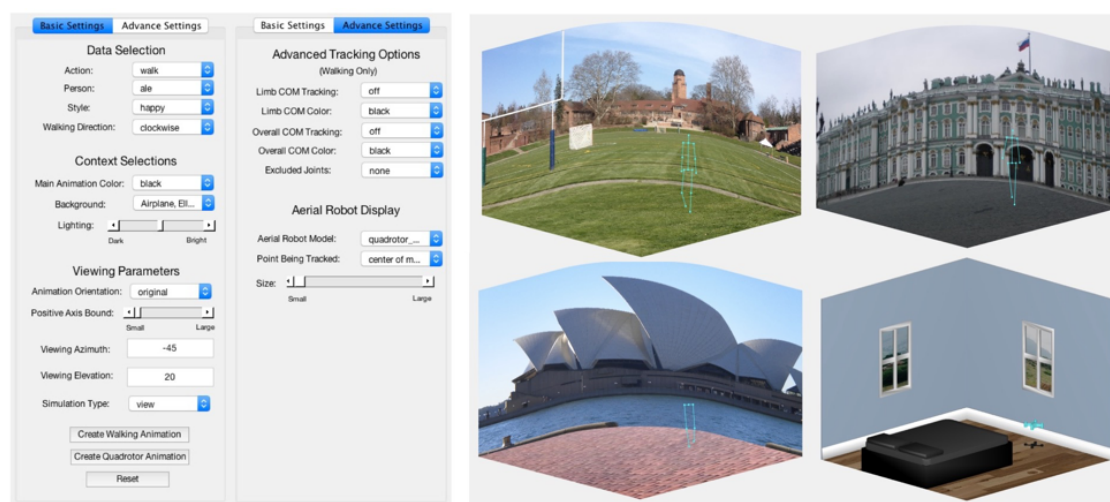 Basic Settings Advance Settings
Data Selection
Action: walk
Person: ale
Style: happy
Walking Direction: clockwise
Context Selections
Main Animation Color: black
Background: Airplane, Ell...
Lighting:
Dark Bright
Viewing Parameters
Animation Orientation: original
Positive Axis Bound:
Small Large
Viewing Azimuth: -45
Viewing Elevation: 20
Simulation Type: view
Create Walking Animation
Create Quadrotor Animation
Reset
Basic Settings Advance Settings
Advanced Tracking Options
(Walking Only)
Limb COM Tracking: off
Limb COM Color: black
Overall COM Tracking: off
Overall COM Color: black
Excluded Joints: none
Aerial Robot Display
Aerial Robot Model: quadrotor_...
Point Being Tracked: center of m...
Size:
Small Large